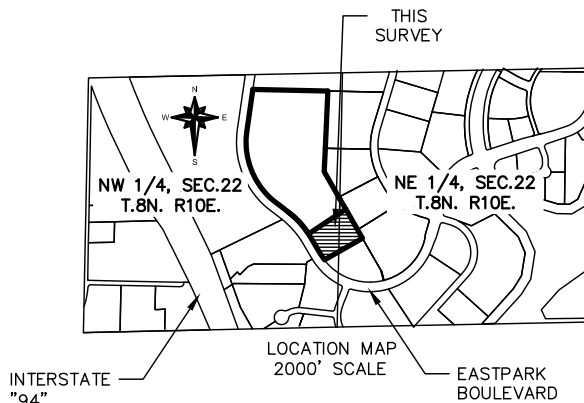 THIS
SURVEY
N
W E
S
NW 1/4, SEC.22
T.8N. R10E.
NE 1/4, SEC.22
T.8N. R10E.
LOCATION MAP
2000' SCALE
INTERSTATE
"94"
EASTPARK
BOULEVARD